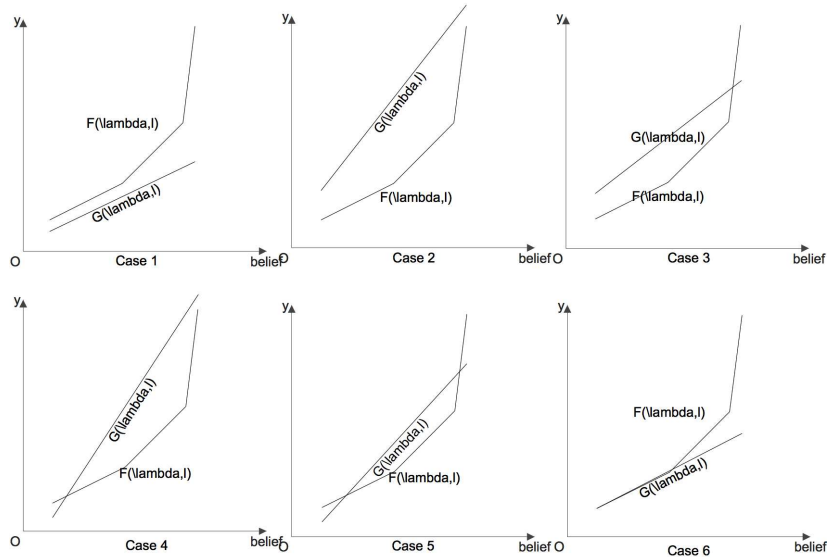 y
F(\lambda,I)
G(\lambda,I)
O
Case 1
belief
y
G(\lambda,I)
F(\lambda,I)
O
Case 2
belief
y
G(\lambda,I)
F(\lambda,I)
O
Case 3
belief
y
G(\lambda,I)
F(\lambda,I)
O
Case 4
belief
y
G(\lambda,I)
F(\lambda,I)
O
Case 5
belief
y
F(\lambda,I)
G(\lambda,I)
O
Case 6
belief